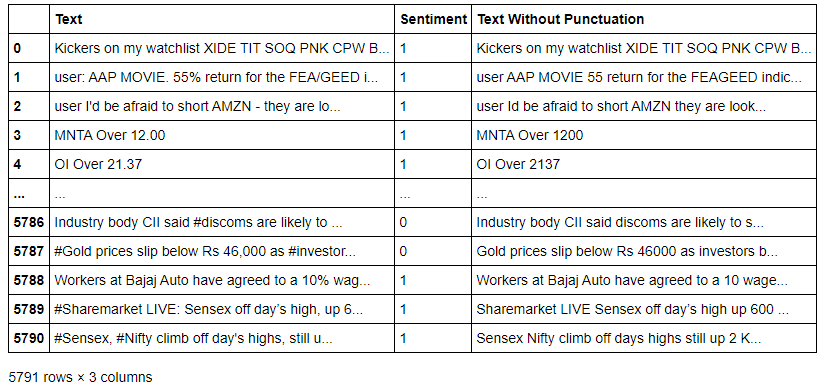 Text Sentiment Text Without Punctuation
0 Kickers on my watchlist XIDE TIT SOQ PNK CPW B... 1 Kickers on my watchlist XIDE TIT SOQ PNK CPW B...
1 user: AAP MOVIE. 55% return for the FEA/GEED i... 1 user AAP MOVIE 55 return for the FEAGEED indic...
2 user I'd be afraid to short AMZN - they are lo... 1 user Id be afraid to short AMZN they are look...
3 MNTA Over 12.00 1 MNTA Over 1200
4 OI Over 21.37 1 OI Over 2137
... ... ... ...
5786 Industry body CII said #discoms are likely to ... 0 Industry body CII said discoms are likely to s...
5787 #Gold prices slip below Rs 46,000 as #investor... 0 Gold prices slip below Rs 46000 as investors b...
5788 Workers at Bajaj Auto have agreed to a 10% wag... 1 Workers at Bajaj Auto have agreed to a 10 wage...
5789 #Sharemarket LIVE: Sensex off day’s high, up 6... 1 Sharemarket LIVE Sensex off day’s high up 600 ...
5790 #Sensex, #Nifty climb off day's highs, still u... 1 Sensex Nifty climb off days highs still up 2 K...
5791 rows × 3 columns